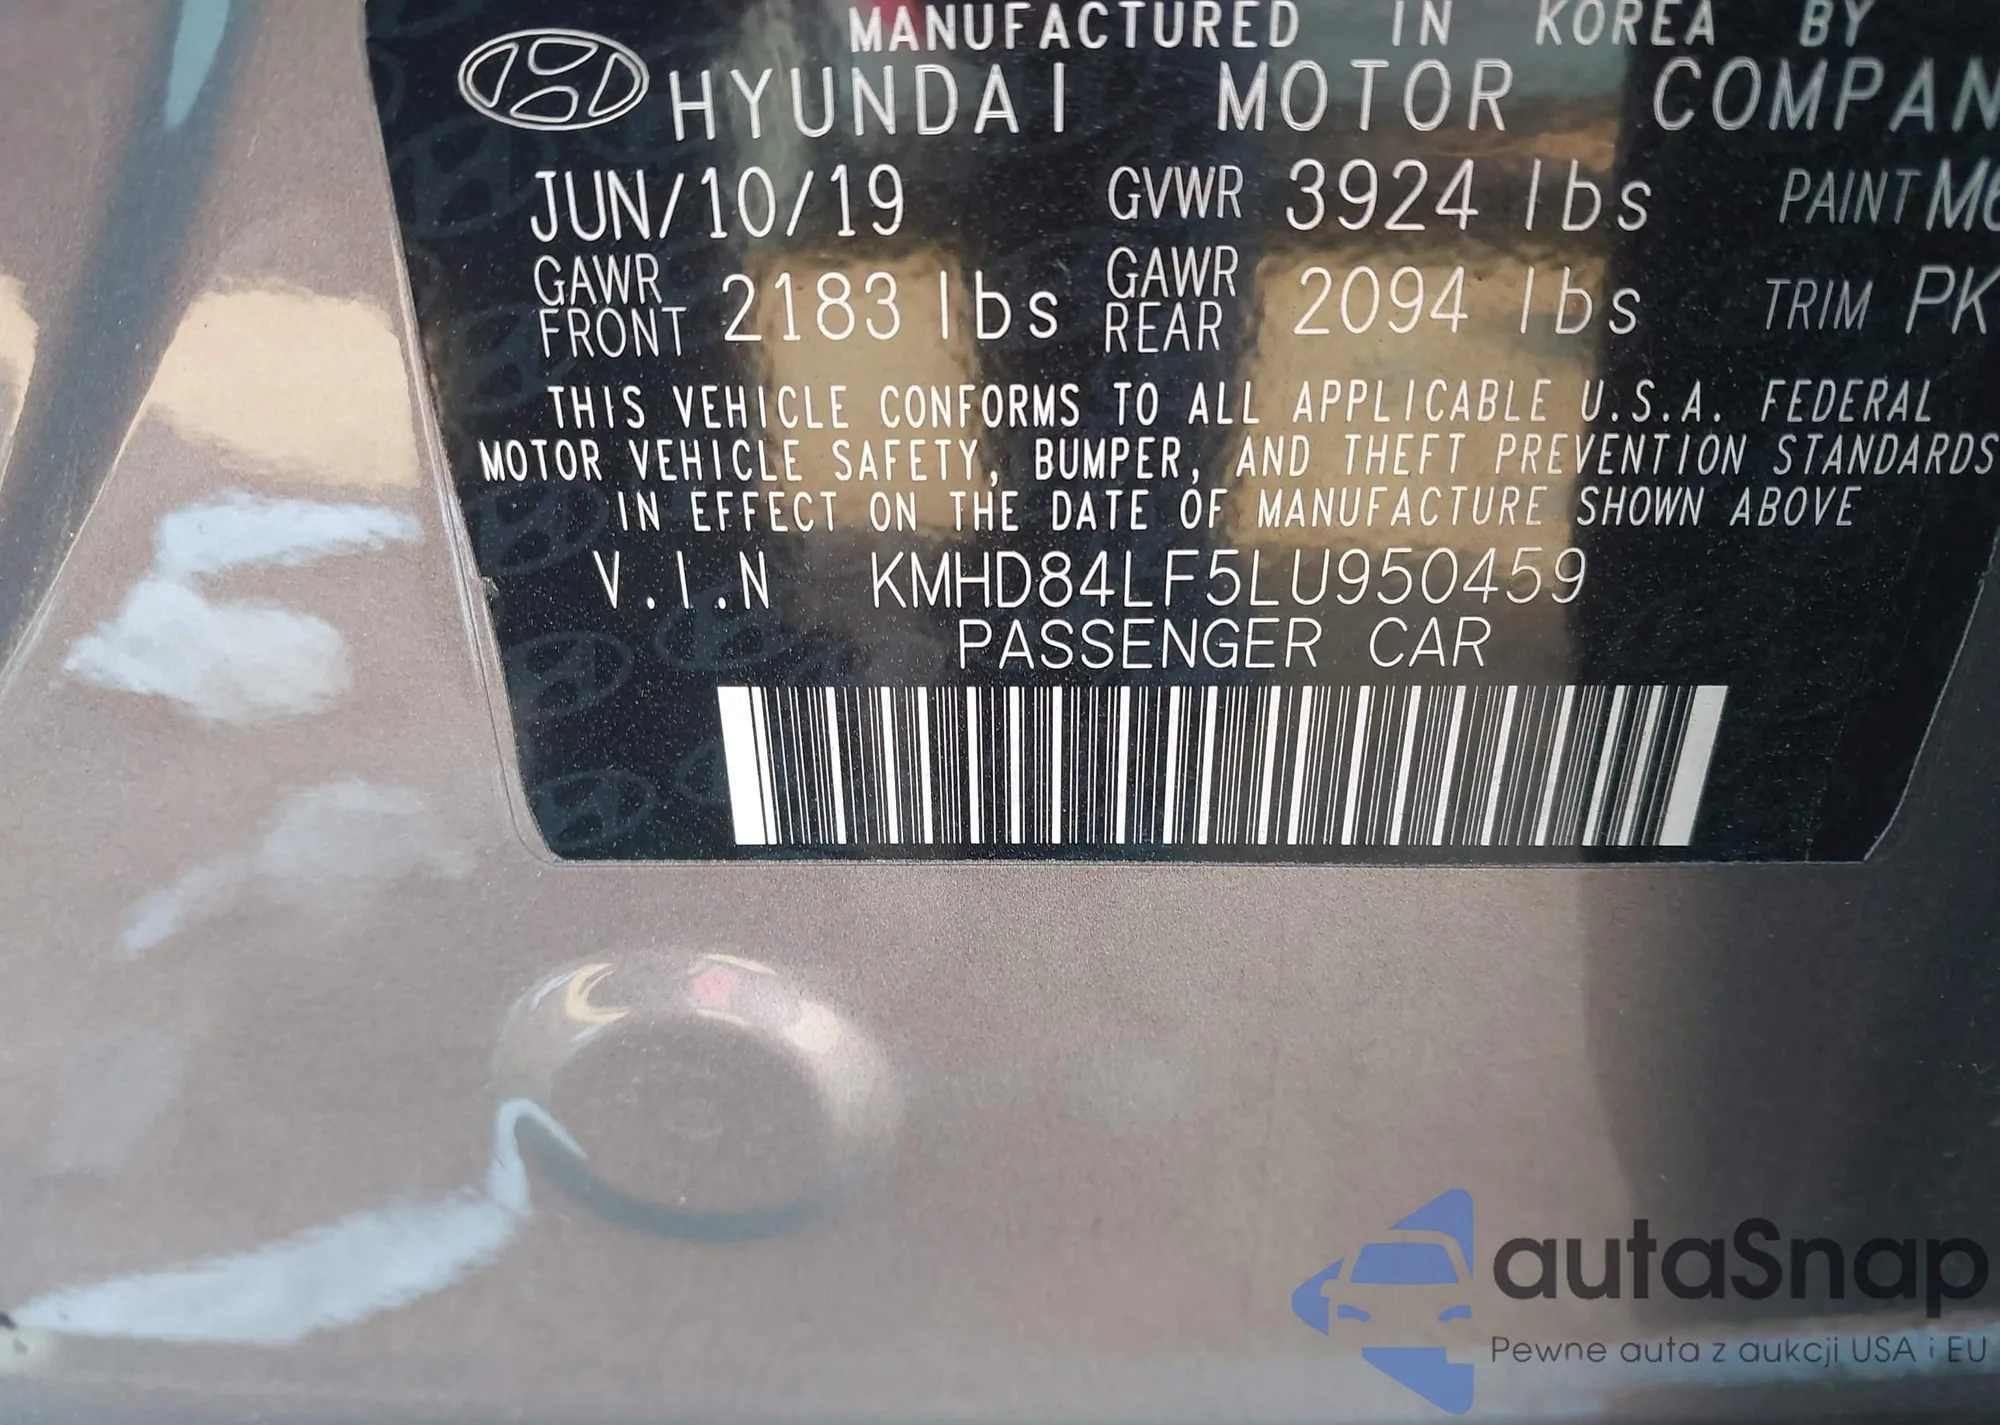 MANUFACTURED IN KOREA BY
HYUNDAI MOTOR COMPAN
JUN/10/19 GVWR 3924 lbs PAINT M6
GAWR FRONT 2183 lbs GAWR REAR 2094 lbs TRIM PK
THIS VEHICLE CONFORMS TO ALL APPLICABLE U.S.A. FEDERAL
MOTOR VEHICLE SAFETY, BUMPER, AND THEFT PREVENTION STANDARDS
IN EFFECT ON THE DATE OF MANUFACTURE SHOWN ABOVE
V.I.N KMHD84LF5LU950459
PASSENGER CAR
autaSnap
Pewne auta z aukcji USA i EU